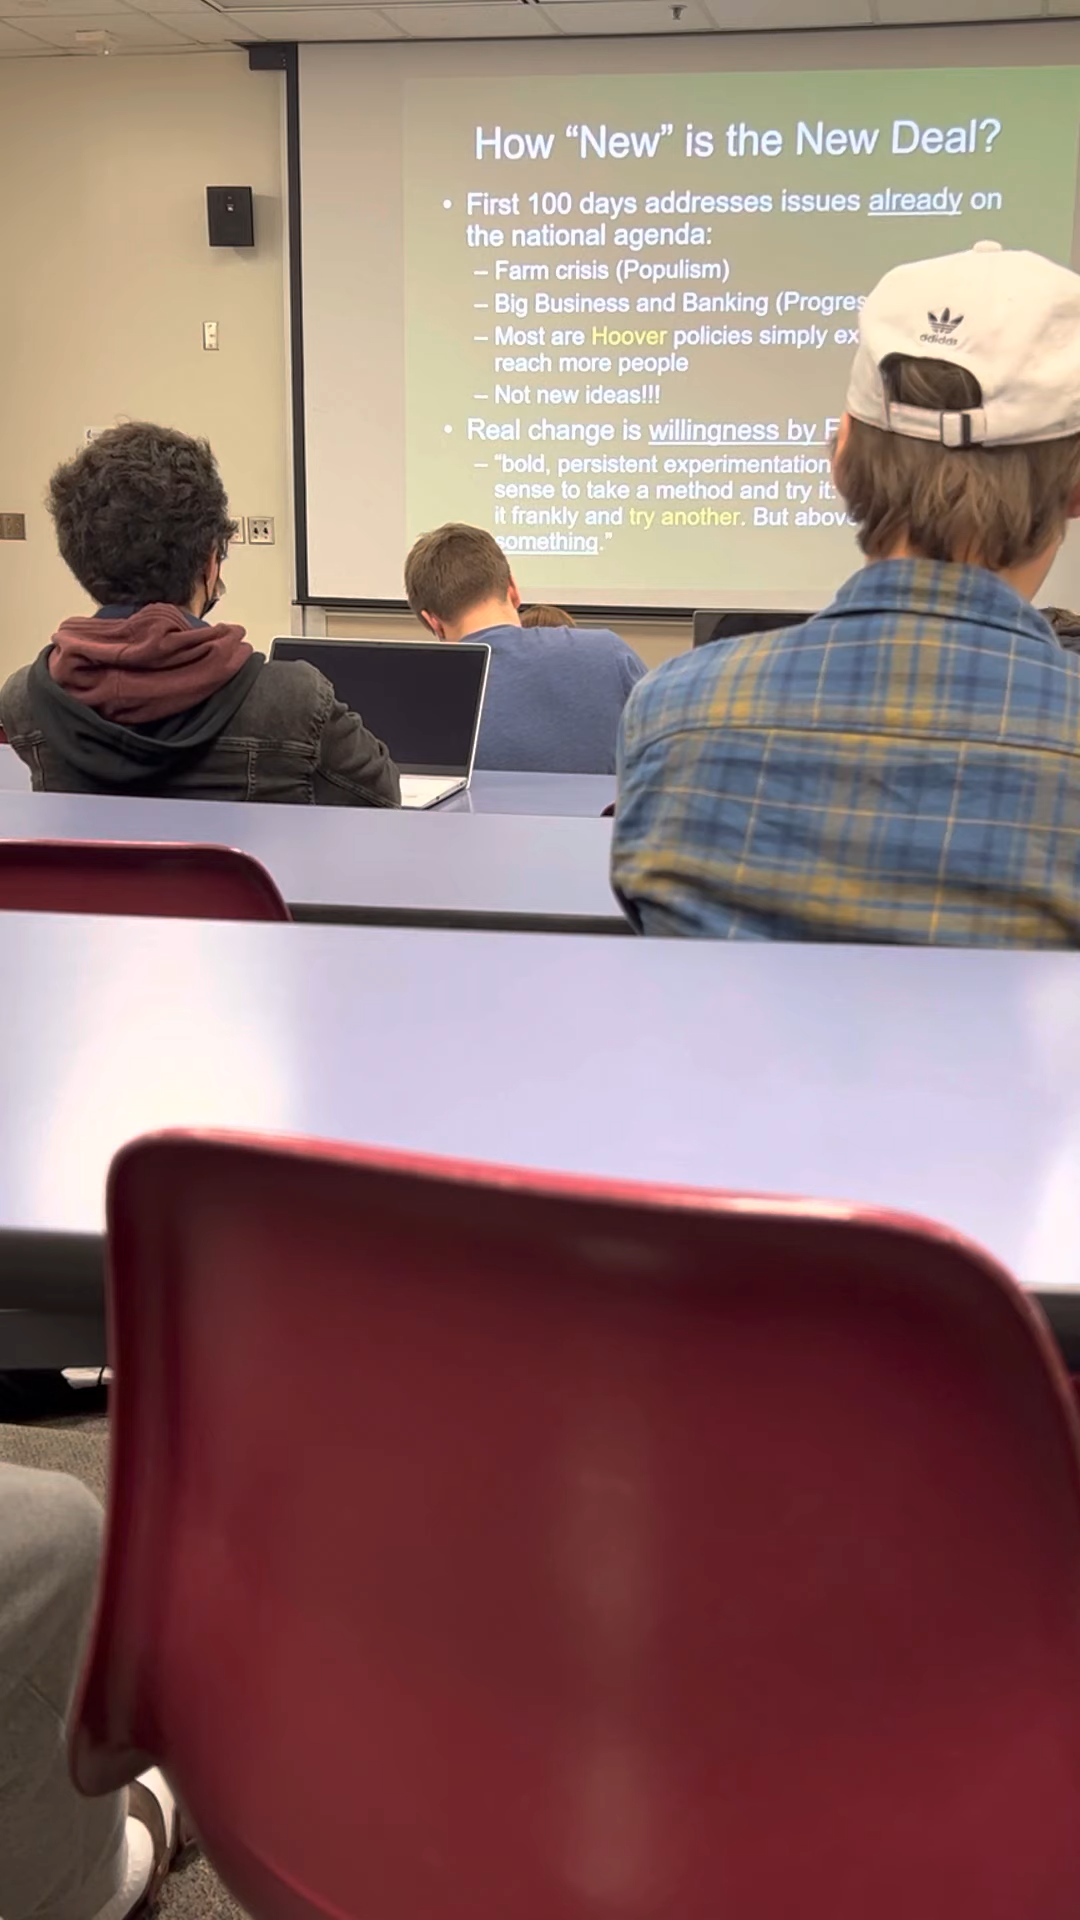 How “New” is the New Deal?
• First 100 days addresses issues already on
the national agenda:
– Farm crisis (Populism)
– Big Business and Banking
– Most are Hoover policies simply
reach more people
– Not new ideas!!!
• Real change is willingness by
– “bold, persistent experimentation
sense to take a method and try it:
it frankly and try another. But
something.”
adidas